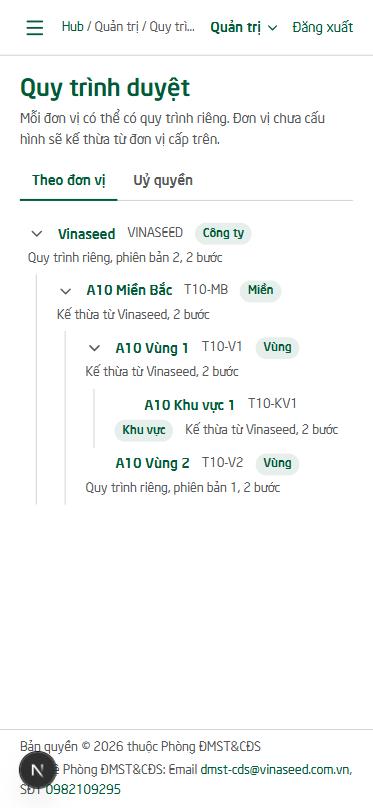 Hub / Quản trị / Quy trì... Quản trị Đăng xuất
Quy trình duyệt
Mỗi đơn vị có thể có quy trình riêng. Đơn vị chưa cấu
hình sẽ kế thừa từ đơn vị cấp trên.
Theo đơn vị Uỷ quyền
Vinaseed VINASEED Công ty
Quy trình riêng, phiên bản 2, 2 bước
A10 Miền Bắc T10-MB Miền
Kế thừa từ Vinaseed, 2 bước
A10 Vùng 1 T10-V1 Vùng
Kế thừa từ Vinaseed, 2 bước
A10 Khu vực 1 T10-KV1
Khu vực Kế thừa từ Vinaseed, 2 bước
A10 Vùng 2 T10-V2 Vùng
Quy trình riêng, phiên bản 1, 2 bước
Bản quyền © 2026 thuộc Phòng ĐMST&CĐS
N Phòng ĐMST&CĐS: Email dmst-cds@vinaseed.com.vn,
SĐT 0982109295